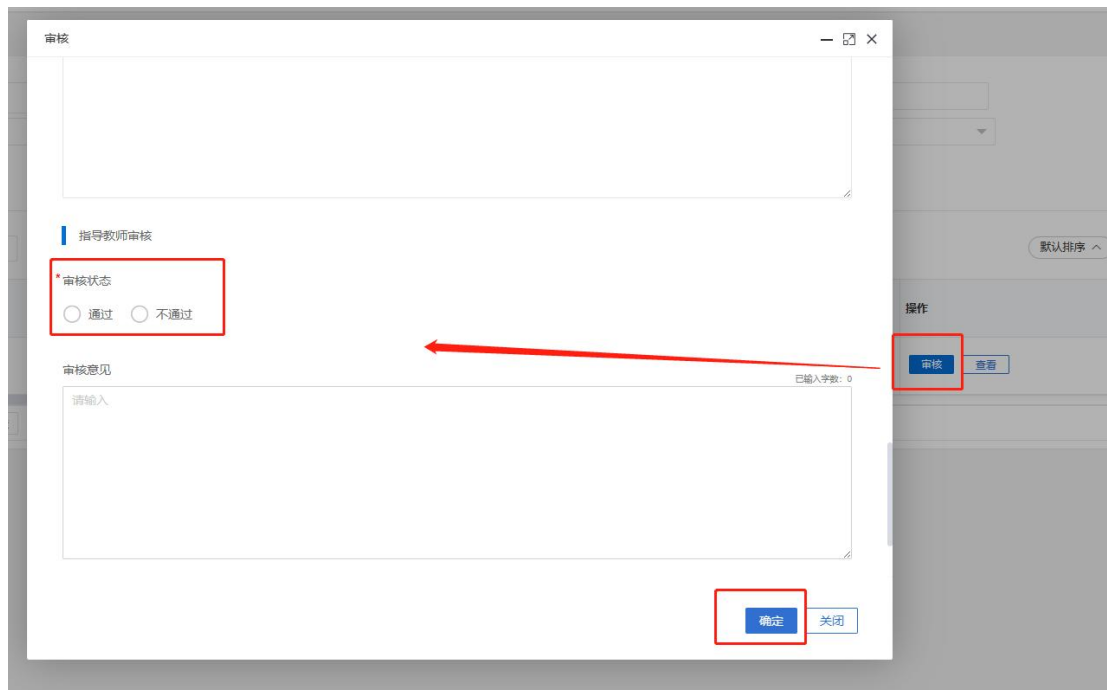 审核
指导教师审核
默认排序
*审核状态
通过 不通过
操作
审核 查看
审核意见
已输入字数: 0
请输入
确定 关闭